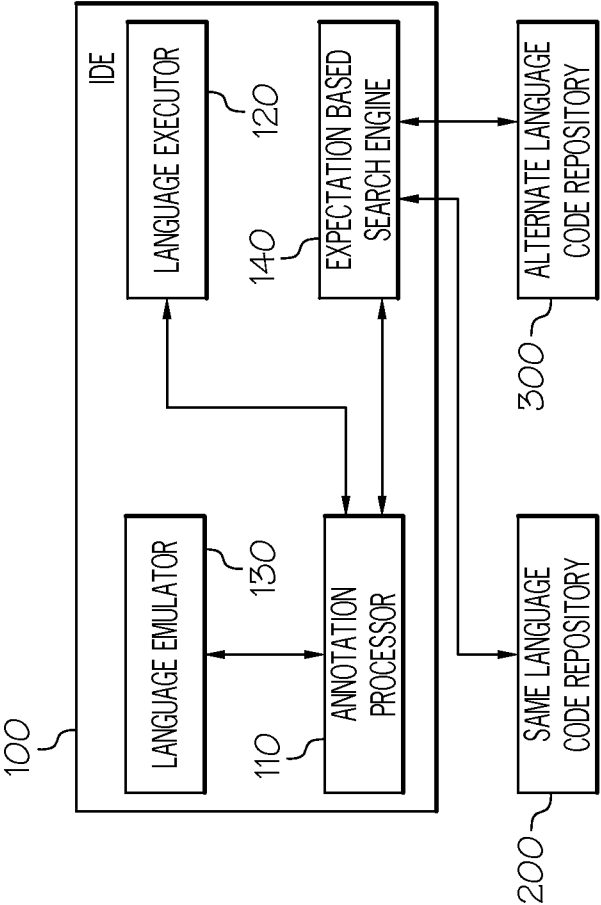 100
IDE
LANGUAGE EMULATOR
130
LANGUAGE EXECUTOR
120
110
ANNOTATION
PROCESSOR
140
EXPECTATION BASED
SEARCH ENGINE
200
SAME LANGUAGE
CODE REPOSITORY
300
ALTERNATE LANGUAGE
CODE REPOSITORY